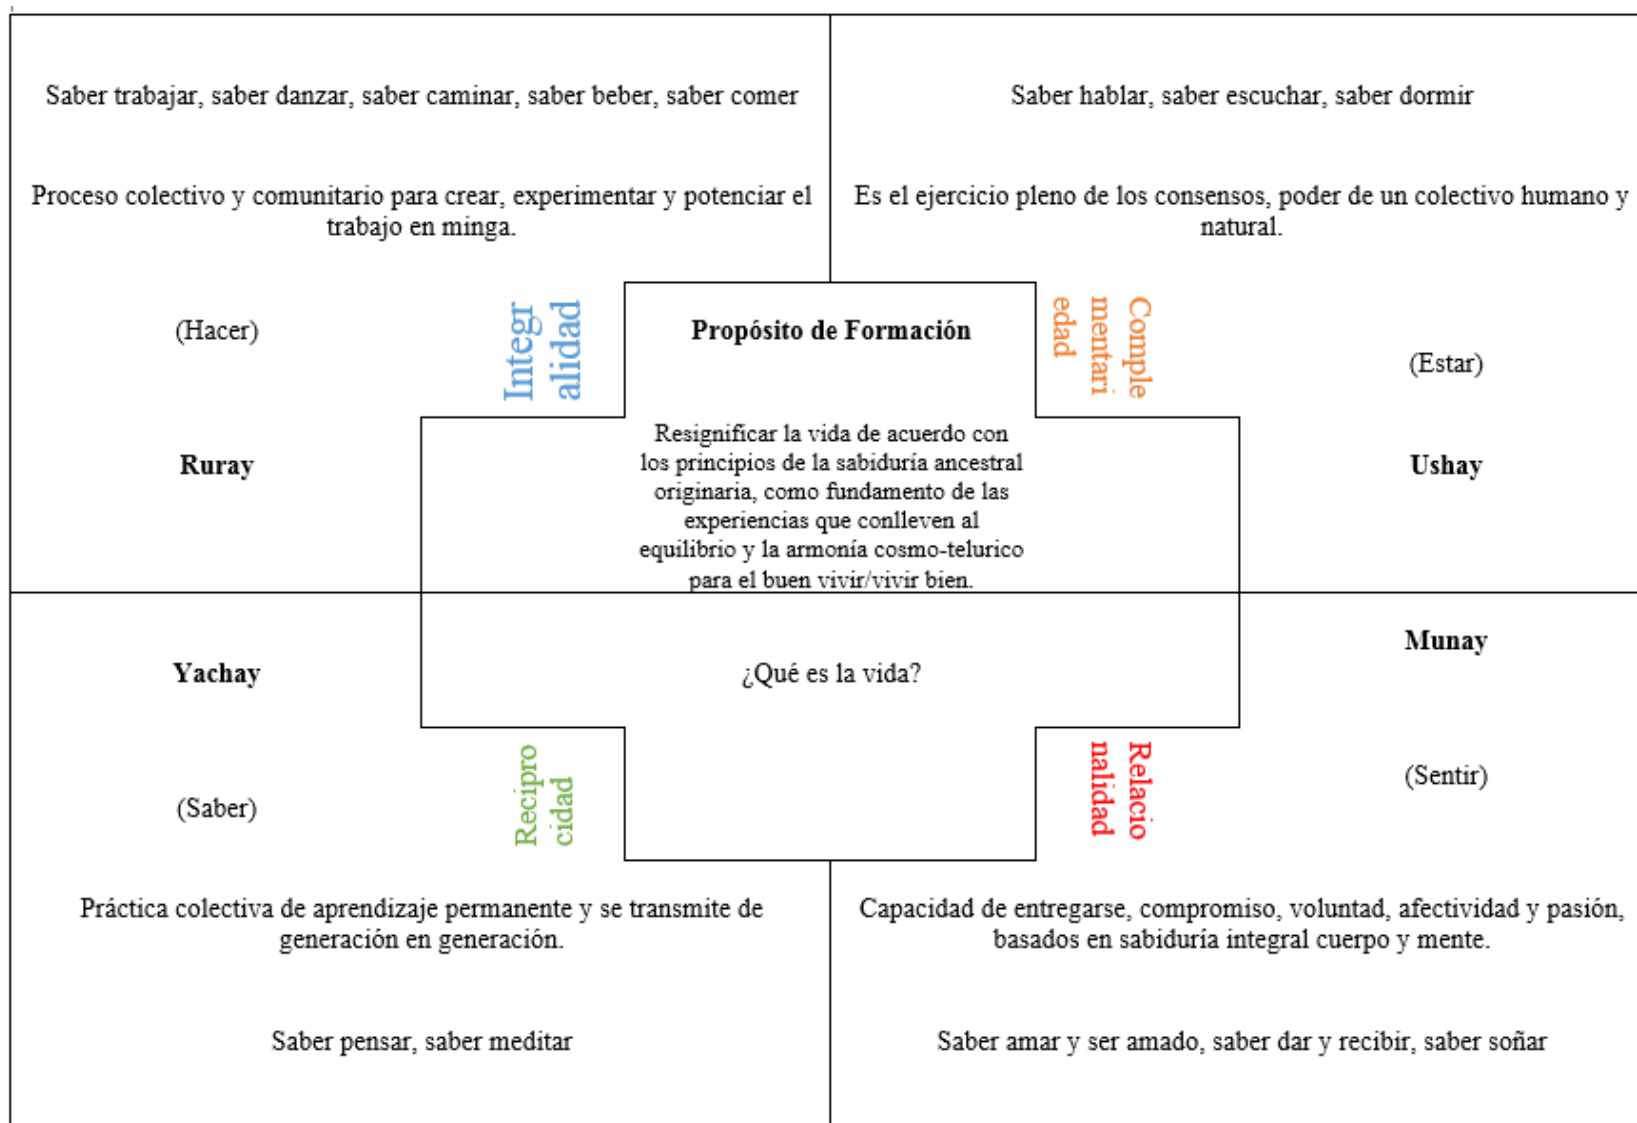 Saber trabajar, saber danzar, saber caminar, saber beber, saber comer
Proceso colectivo y comunitario para crear, experimentar y potenciar el
trabajo en minga.
(Hacer)
Integr
alidad
Ruray
Saber hablar, saber escuchar, saber dormir
Es el ejercicio pleno de los consensos, poder de un colectivo humano y
natural.
Comple
mentari
edad
(Estar)
Ushay
Propósito de Formación
Resignificar la vida de acuerdo con
los principios de la sabiduría ancestral
originaria, como fundamento de las
experiencias que conlleven al
equilibrio y la armonía cosmo-telurico
para el buen vivir/vivir bien.
¿Qué es la vida?
Yachay
(Saber)
Recipro
cidad
Práctica colectiva de aprendizaje permanente y se transmite de
generación en generación.
Saber pensar, saber meditar
Munay
(Sentir)
Relacio
nalidad
Capacidad de entregarse, compromiso, voluntad, afectividad y pasión,
basados en sabiduría integral cuerpo y mente.
Saber amar y ser amado, saber dar y recibir, saber soñar